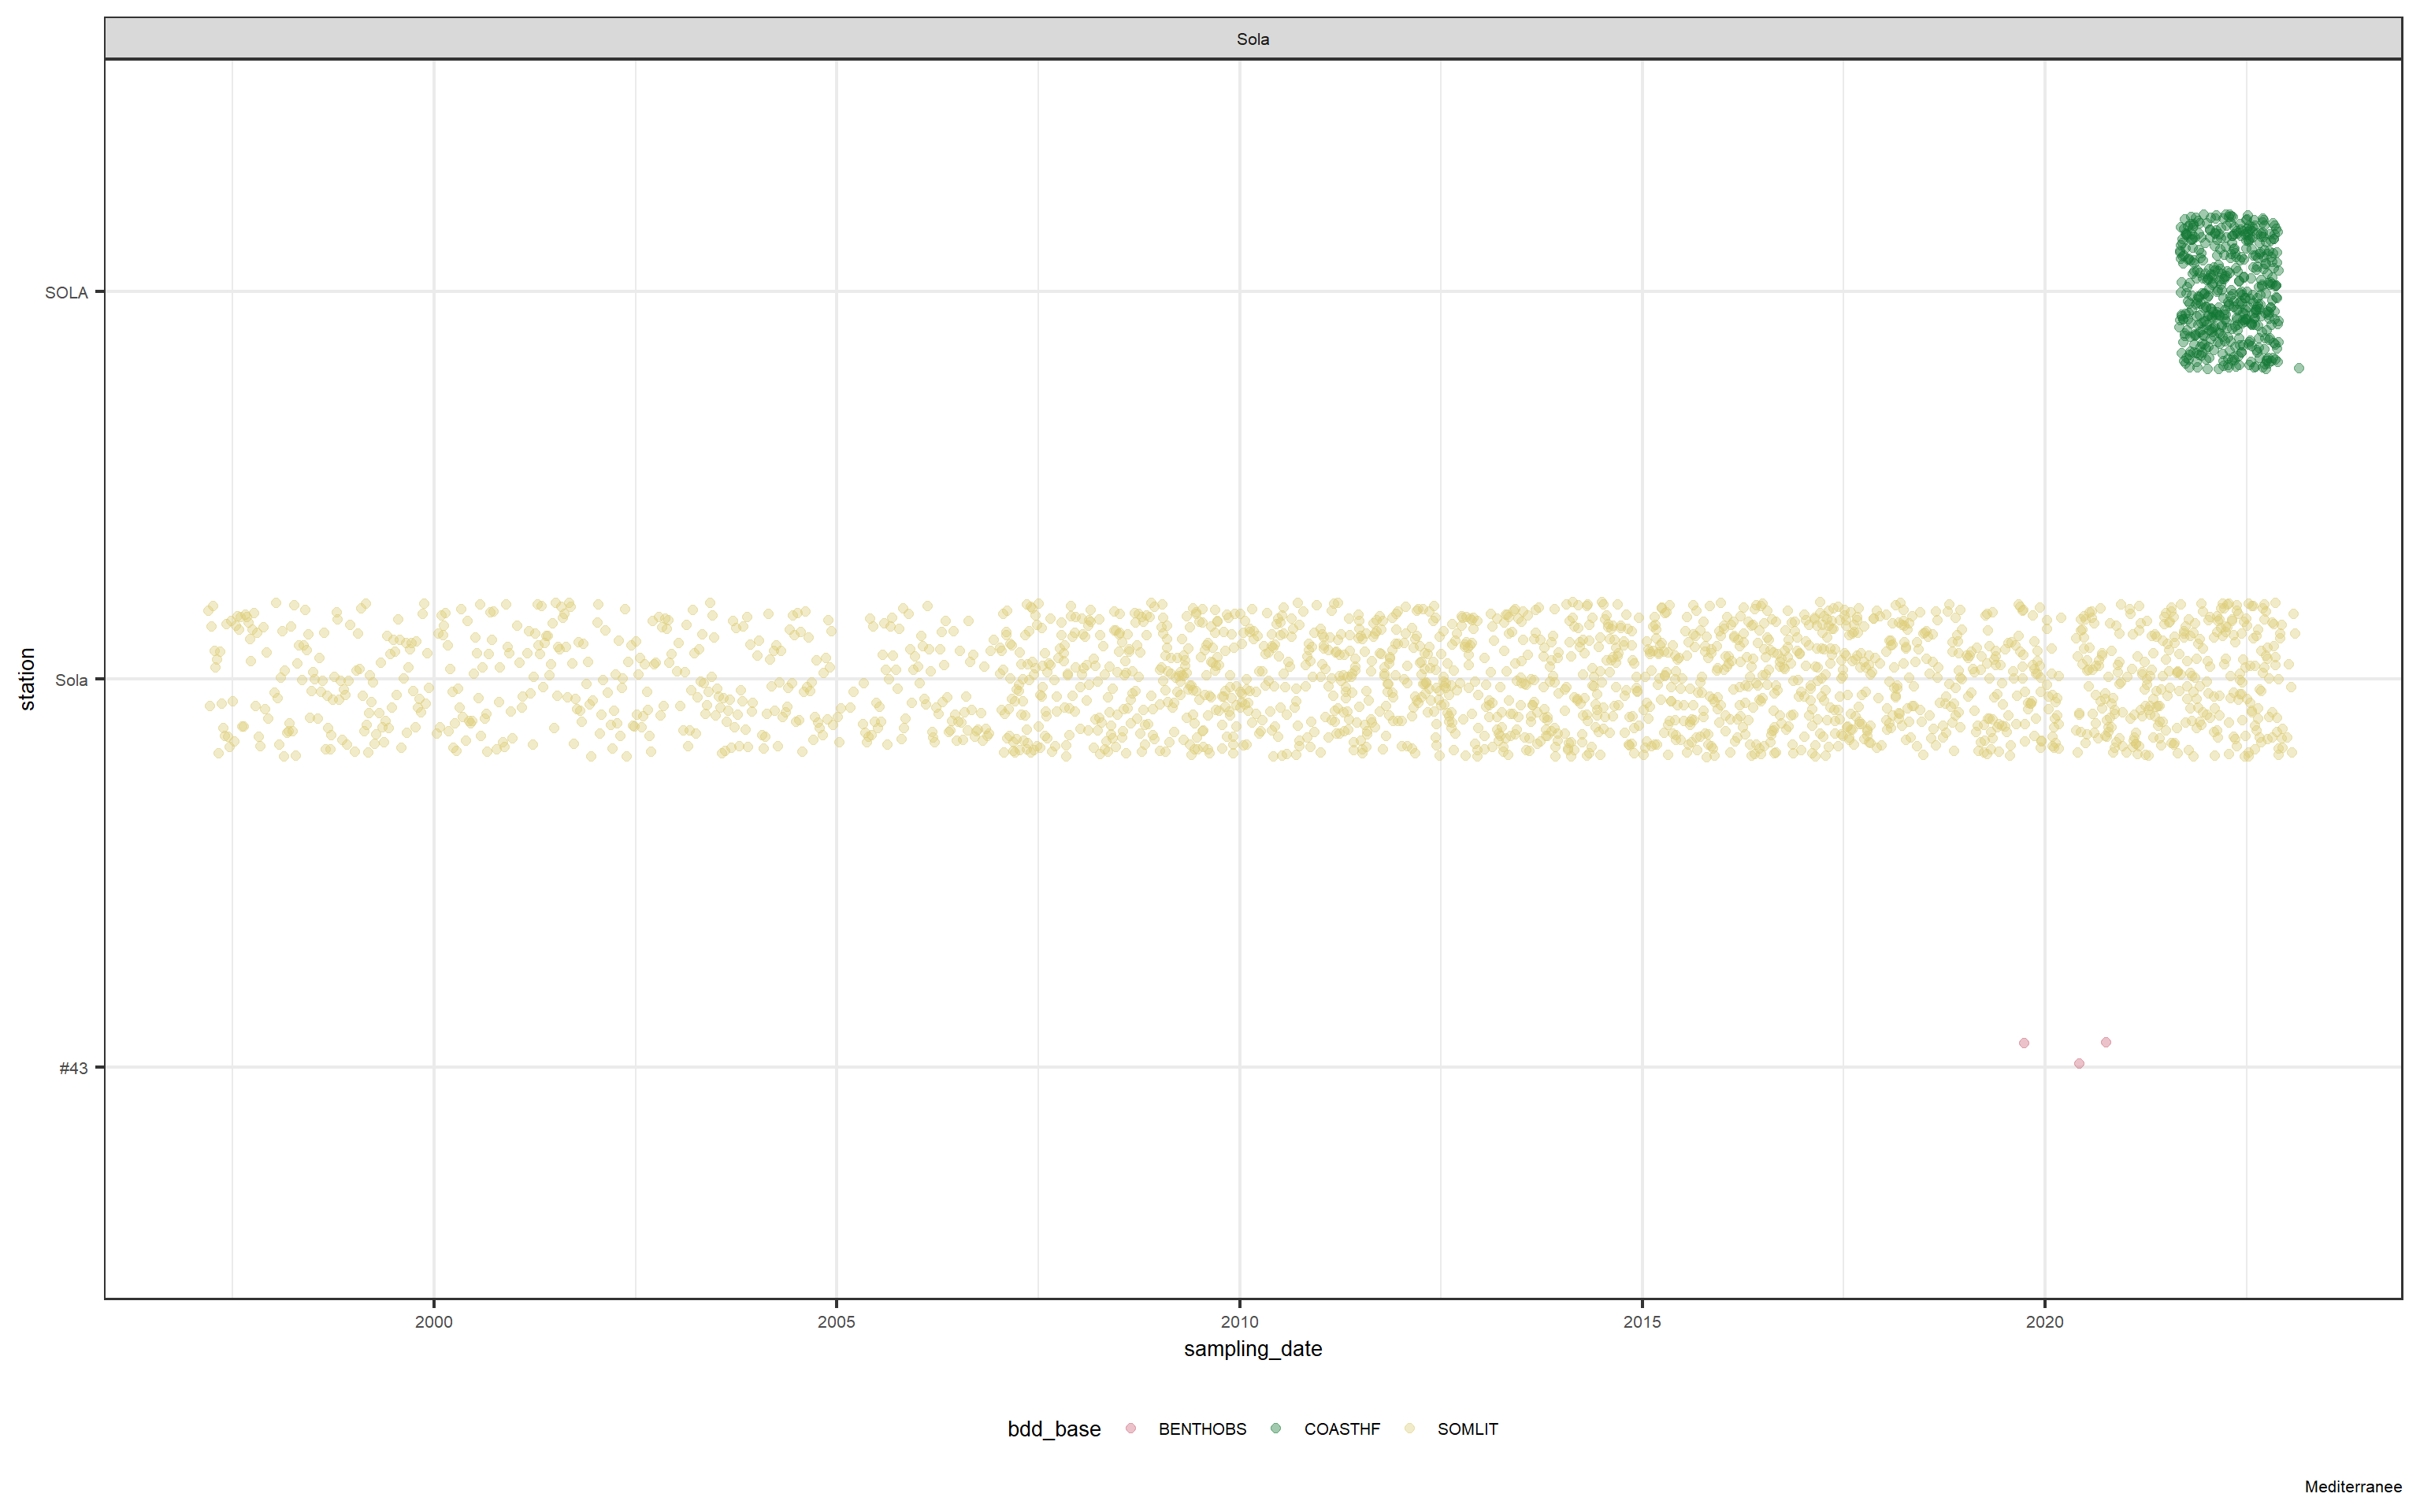 Sola
SOLA
Sola
#43
station
2000 2005 2010 2015 2020
sampling_date
bdd_base BENTHOBS COASTHF SOMLIT
Mediterranee